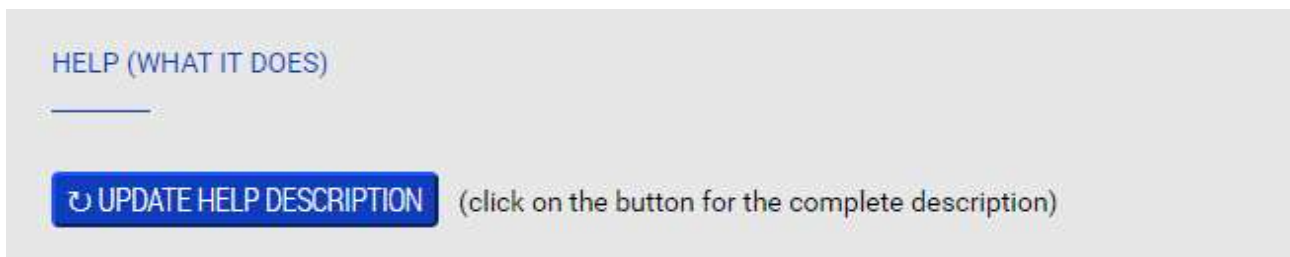 HELP (WHAT IT DOES)
↻ UPDATE HELP DESCRIPTION (click on the button for the complete description)